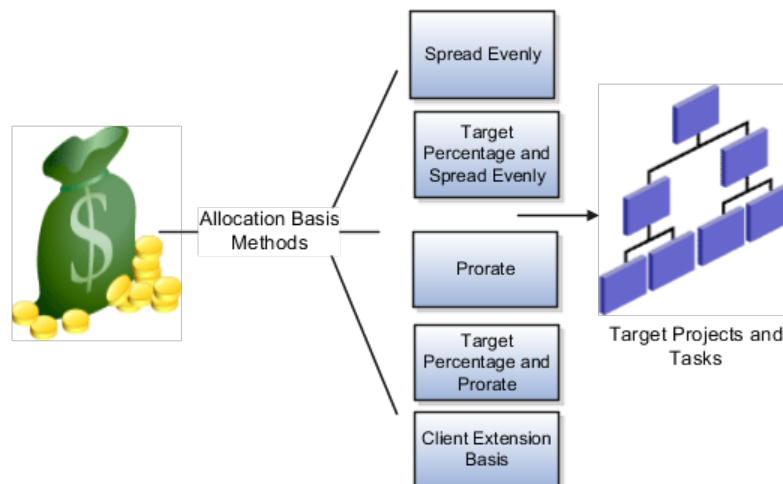 Spread Evenly
Target
Percentage and
Spread Evenly
$
Allocation Basis
Methods
Prorate
Target
Percentage and
Prorate
Client Extension
Basis
Target Projects and
Tasks